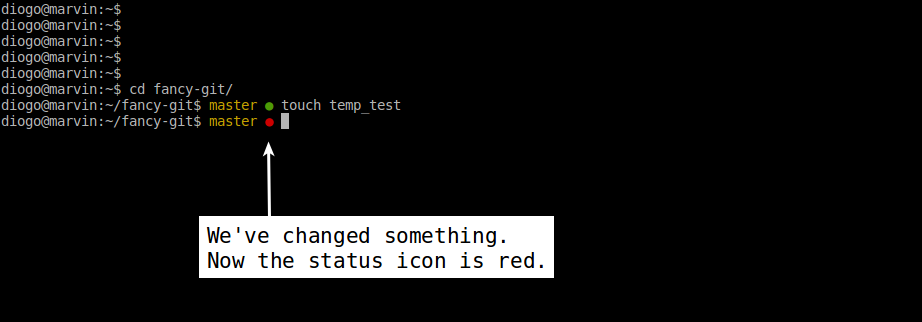 diogo@marvin:~$
diogo@marvin:~$
diogo@marvin:~$
diogo@marvin:~$
diogo@marvin:~$
diogo@marvin:~$ cd fancy-git/
diogo@marvin:~/fancy-git$ master ● touch temp_test
diogo@marvin:~/fancy-git$ master ●
We've changed something.
Now the status icon is red.